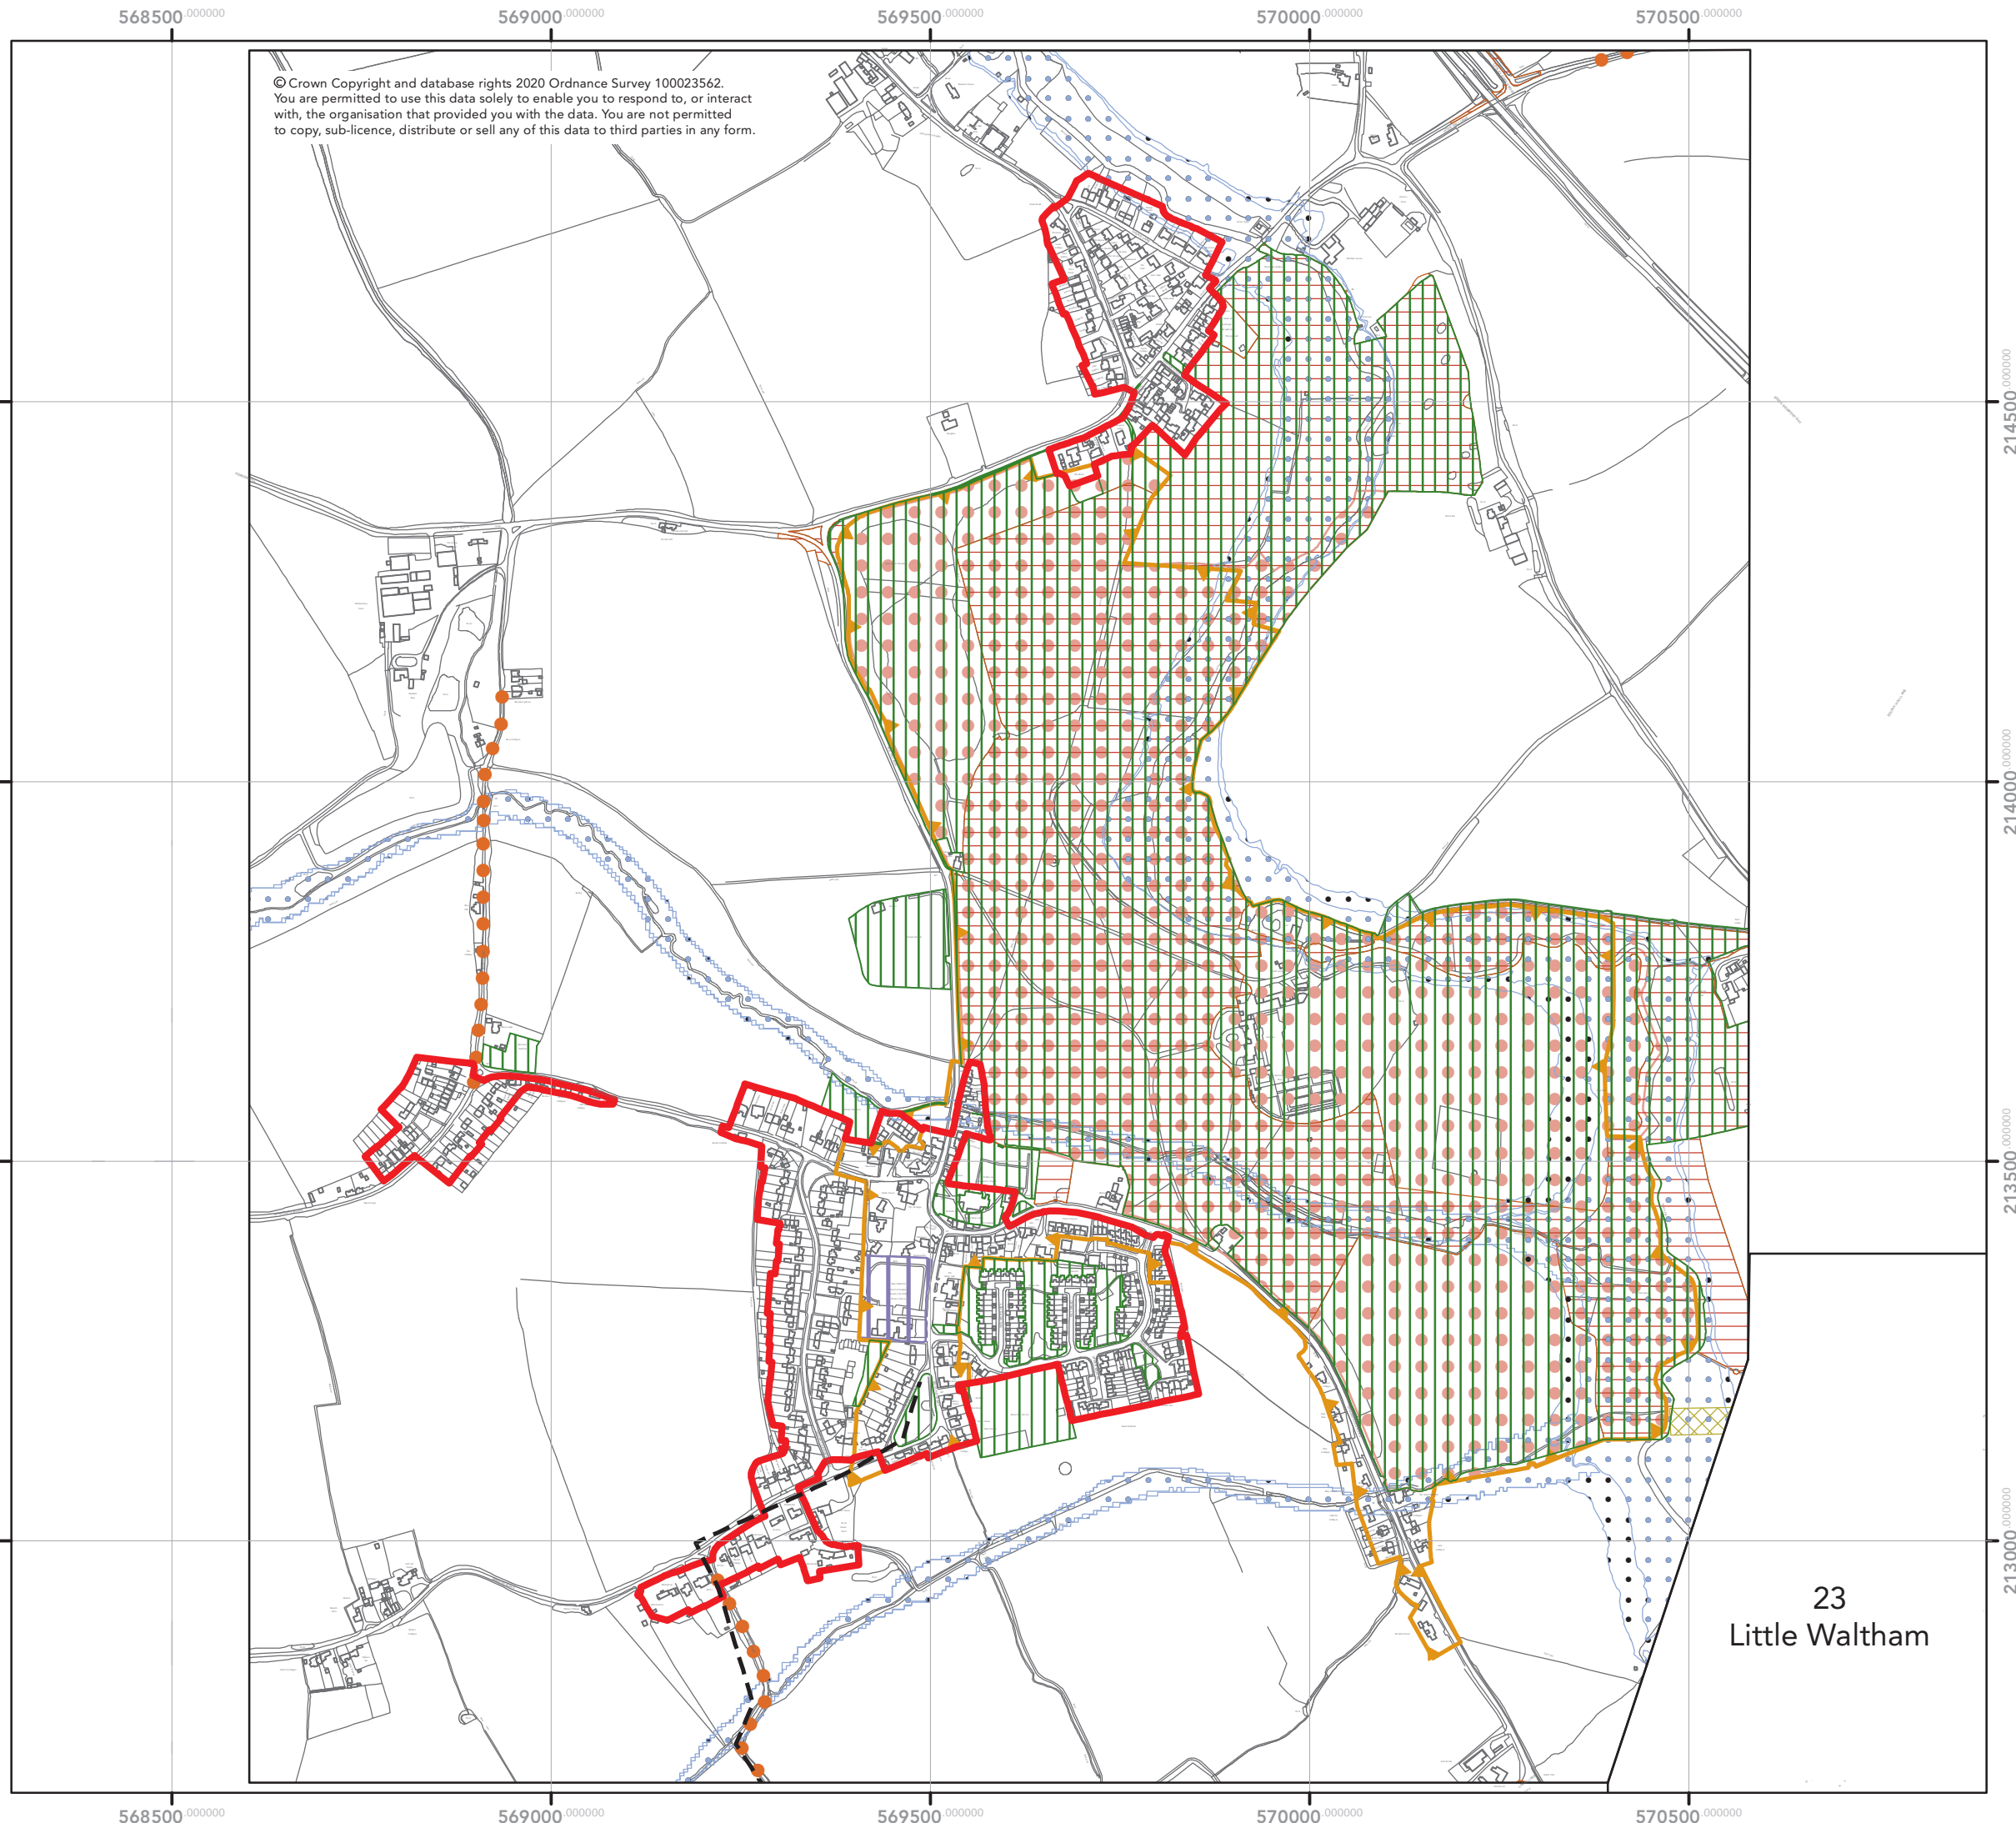 568500.000000 569000.000000 569500.000000 570000.000000 570500.000000
© Crown Copyright and database rights 2020 Ordnance Survey 100023562.
You are permitted to use this data solely to enable you to respond to, or interact
with, the organisation that provided you with the data. You are not permitted
to copy, sub-licence, distribute or sell any of this data to third parties in any form.
214500.000000
214000.000000
213500.000000
213000.000000
23
Little Waltham
568500.000000 569000.000000 569500.000000 570000.000000 570500.000000